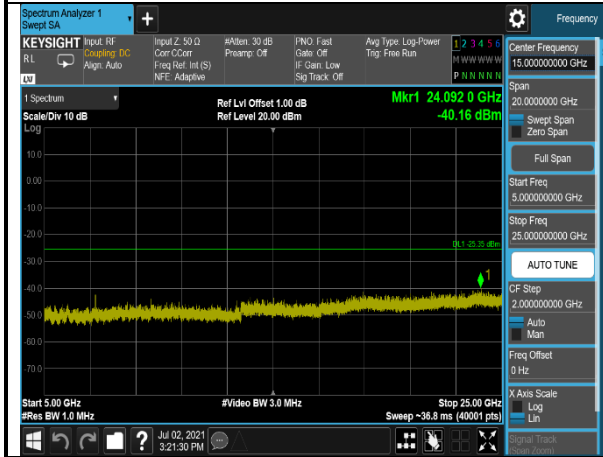 Spectrum Analyzer 1
Swept SA
Frequency
KEYSIGHT
RL
Input: RF
Coupling: DC
Align: Auto
Input Z: 50 Ω
Corr CCorr
Freq Ref: Int (S)
NFE: Adaptive
#Atten: 30 dB
Preamp: Off
PNO: Fast
Gate: Off
IF Gain: Low
Sig Track: Off
Avg Type: Log-Power
Trig: Free Run
1 2 3 4 5 6
M W W W W W
P N N N N N
1 Spectrum
Scale/Div 10 dB
Log
Ref Lvl Offset 1.00 dB
Ref Level 20.00 dBm
Mkr1 24.092 0 GHz
-40.16 dBm
10.0
0.00
-10.0
-20.0
DL1 -25.35 dBm
-30.0
1
-40.0
-50.0
-60.0
-70.0
Start 5.00 GHz
#Res BW 1.0 MHz
#Video BW 3.0 MHz
Stop 25.00 GHz
Sweep ~36.8 ms (40001 pts)
Jul 02, 2021
3:21:30 PM
Center Frequency
15.000000000 GHz
Span
20.0000000 GHz
Swept Span
Zero Span
Full Span
Start Freq
5.000000000 GHz
Stop Freq
25.000000000 GHz
AUTO TUNE
CF Step
2.000000000 GHz
Auto
Man
Freq Offset
0 Hz
X Axis Scale
Log
Lin
Signal Track
(Span Zoom)